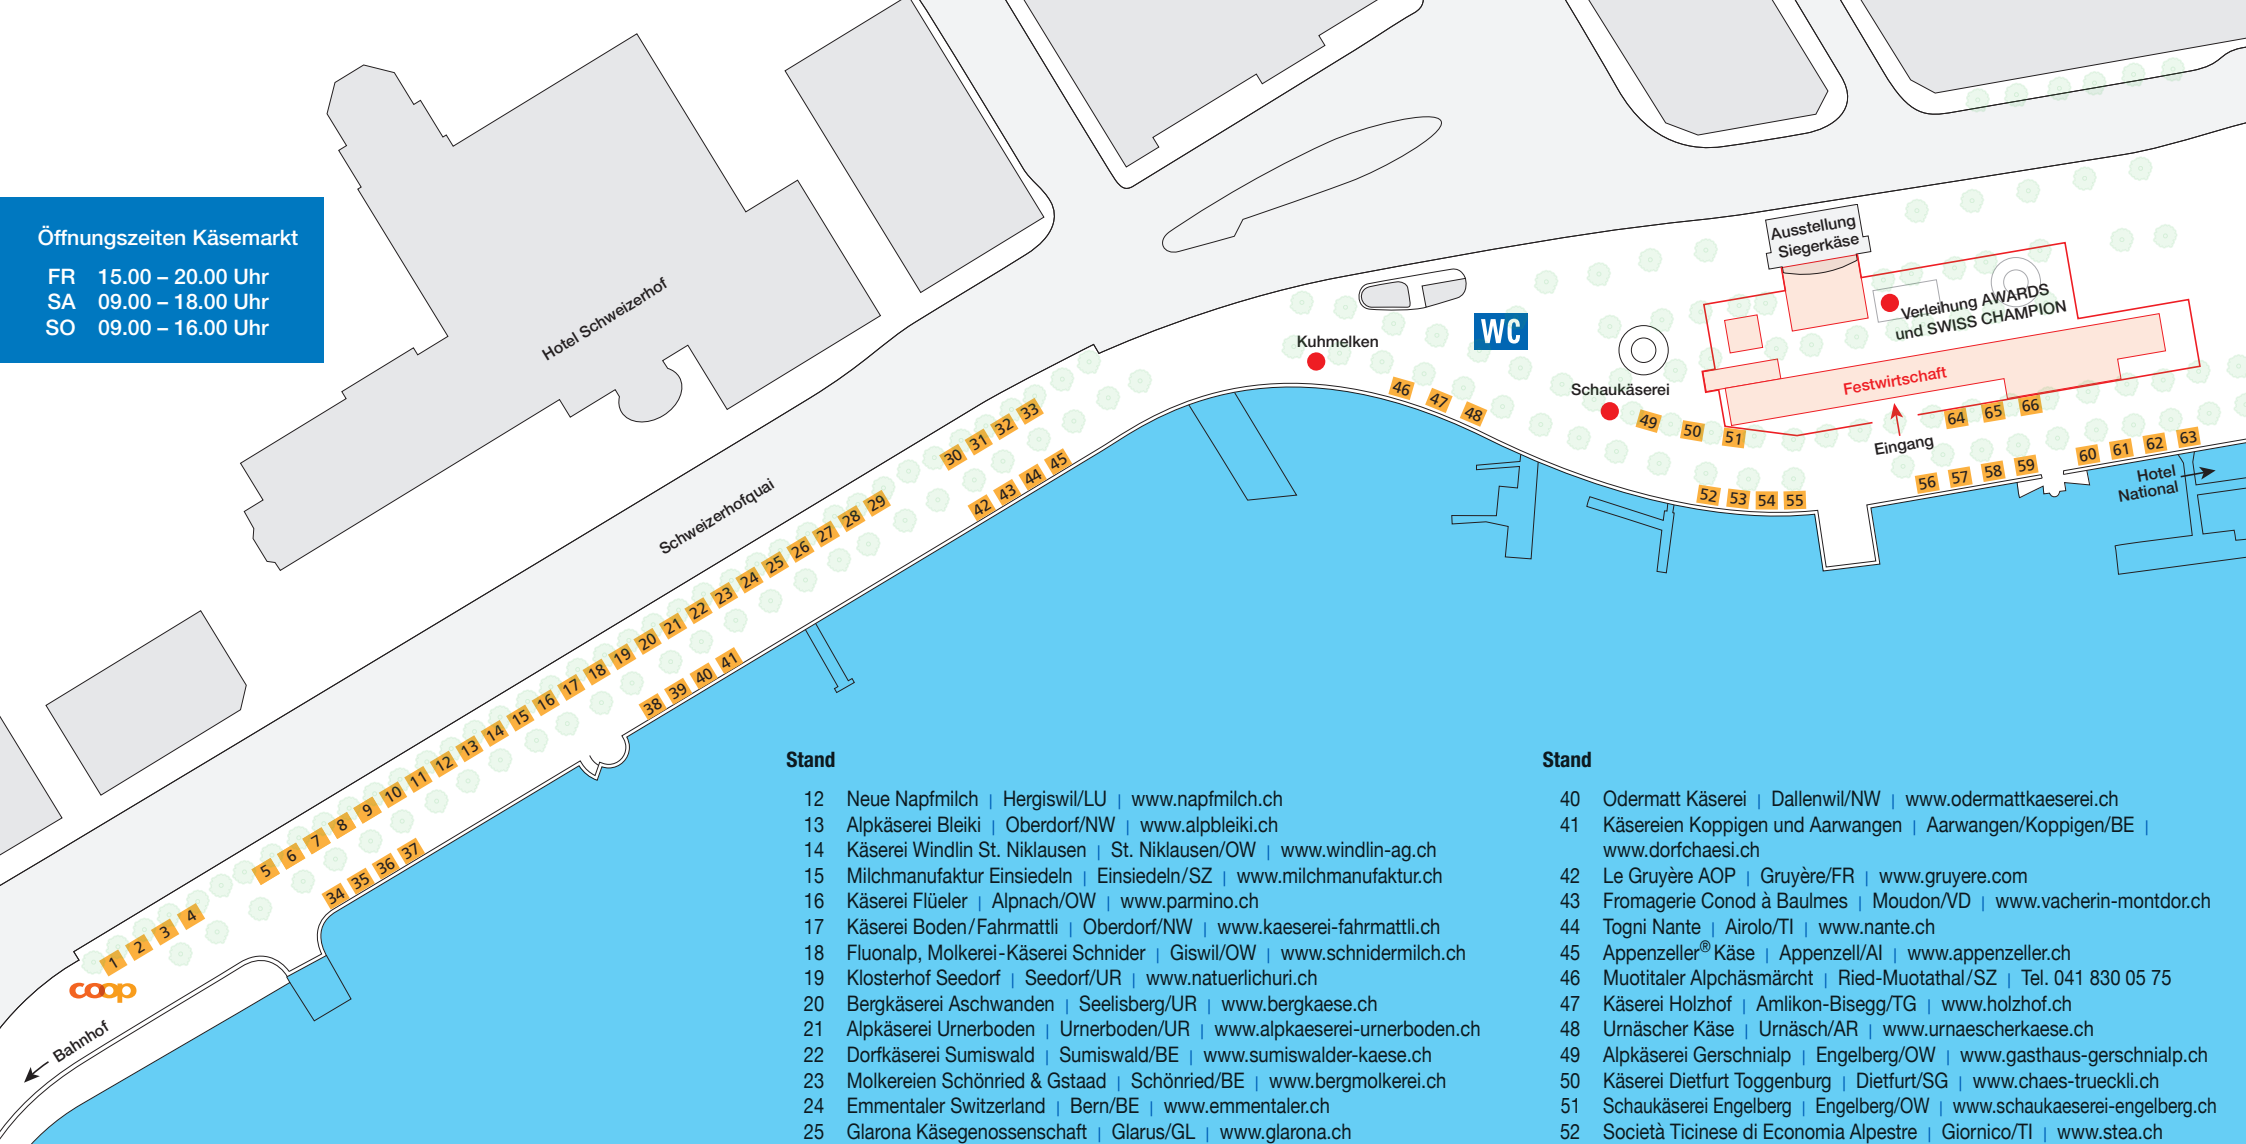 Öffnungszeiten Käsemarkt
FR 15.00 – 20.00 Uhr
SA 09.00 – 18.00 Uhr
SO 09.00 – 16.00 Uhr
Hotel Schweizerhof
Schweizerhofquai
Kuhmelken
WC
Schaukäserei
Ausstellung
Siegerkäse
Verleihung AWARDS
und SWISS CHAMPION
Festwirtschaft
Eingang
Hotel
National
1 2 3 4
5 6 7 8 9 10 11 12 13 14 15 16 17 18 19 20 21 22 23 24 25 26 27 28 29
30 31 32 33
34 35 36 37
38 39 40 41
42 43 44 45
46 47 48
49 50 51
52 53 54 55
56 57 58 59
60 61 62 63
64 65 66
coop
Bahnhof
Stand
12 Neue Napfmilch | Hergiswil/LU | www.napfmilch.ch
13 Alpkäserei Bleiki | Oberdorf/NW | www.alpbleiki.ch
14 Käserei Windlin St. Niklausen | St. Niklausen/OW | www.windlin-ag.ch
15 Milchmanufaktur Einsiedeln | Einsiedeln/SZ | www.milchmanufaktur.ch
16 Käserei Flüeler | Alpnach/OW | www.parmino.ch
17 Käserei Boden/Fahrmattli | Oberdorf/NW | www.kaeserei-fahrmattli.ch
18 Fluonalp, Molkerei-Käserei Schnider | Giswil/OW | www.schnidermilch.ch
19 Klosterhof Seedorf | Seedorf/UR | www.natuerlichuri.ch
20 Bergkäserei Aschwanden | Seelisberg/UR | www.bergkaese.ch
21 Alpkäserei Urnerboden | Urnerboden/UR | www.alpkaeserei-urnerboden.ch
22 Dorfkäserei Sumiswald | Sumiswald/BE | www.sumiswalder-kaese.ch
23 Molkereien Schönried & Gstaad | Schönried/BE | www.bergmolkerei.ch
24 Emmentaler Switzerland | Bern/BE | www.emmentaler.ch
25 Glarona Käsegenossenschaft | Glarus/GL | www.glarona.ch
Stand
40 Odermatt Käserei | Dallenwil/NW | www.odermattkaeserei.ch
41 Käsereien Koppigen und Aarwangen | Aarwangen/Koppigen/BE |
www.dorfchaesi.ch
42 Le Gruyère AOP | Gruyère/FR | www.gruyere.com
43 Fromagerie Conod à Baulmes | Moudon/VD | www.vacherin-montdor.ch
44 Togni Nante | Airolo/TI | www.nante.ch
45 Appenzeller® Käse | Appenzell/AI | www.appenzeller.ch
46 Muotitaler Alpchäsmärcht | Ried-Muotathal/SZ | Tel. 041 830 05 75
47 Käserei Holzhof | Amlikon-Bisegg/TG | www.holzhof.ch
48 Urnäscher Käse | Urnäsch/AR | www.urnaescherkaese.ch
49 Alpkäserei Gerschnialp | Engelberg/OW | www.gasthaus-gerschnialp.ch
50 Käserei Dietfurt Toggenburg | Dietfurt/SG | www.chaes-trueckli.ch
51 Schaukäserei Engelberg | Engelberg/OW | www.schaukaeserei-engelberg.ch
52 Società Ticinese di Economia Alpestre | Giornico/TI | www.stea.ch